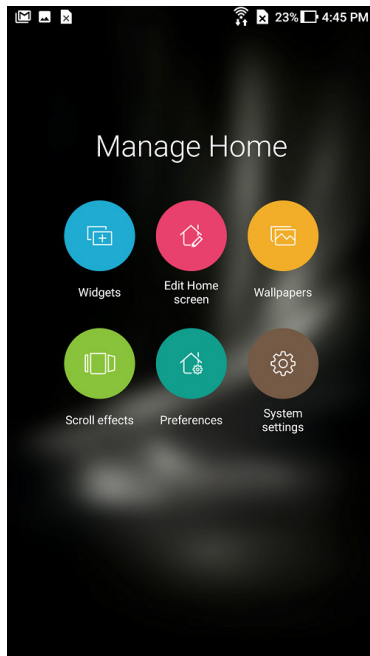 23% 4:45 PM
Manage Home
Widgets
Edit Home
screen
Wallpapers
Scroll effects
Preferences
System
settings